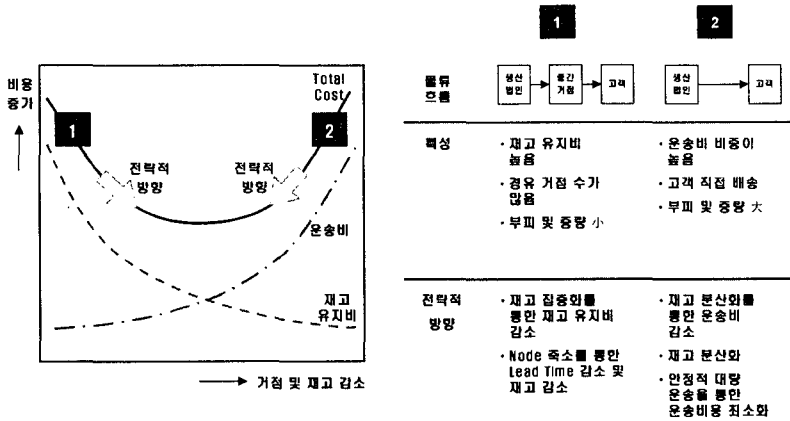 비용
증가
Total
Cost
1
2
전략적
방향
전략적
방향
운송비
재고
유지비
거점 및 재고 감소
1
2
물류
흐름
생산
법인
중간
거점
고객
생산
법인
고객
특성
· 재고 유지비
높음
· 경유 거점 수가
많음
· 부피 및 중량 小
· 운송비 비중이
높음
· 고객 직접 배송
· 부피 및 중량 大
전략적
방향
· 재고 집중화를
통한 재고 유지비
감소
· Node 축소를 통한
Lead Time 감소 및
재고 감소
· 재고 분산화를
통한 운송비
감소
· 재고 분산화
· 안정적 대량
운송을 통한
운송비용 최소화